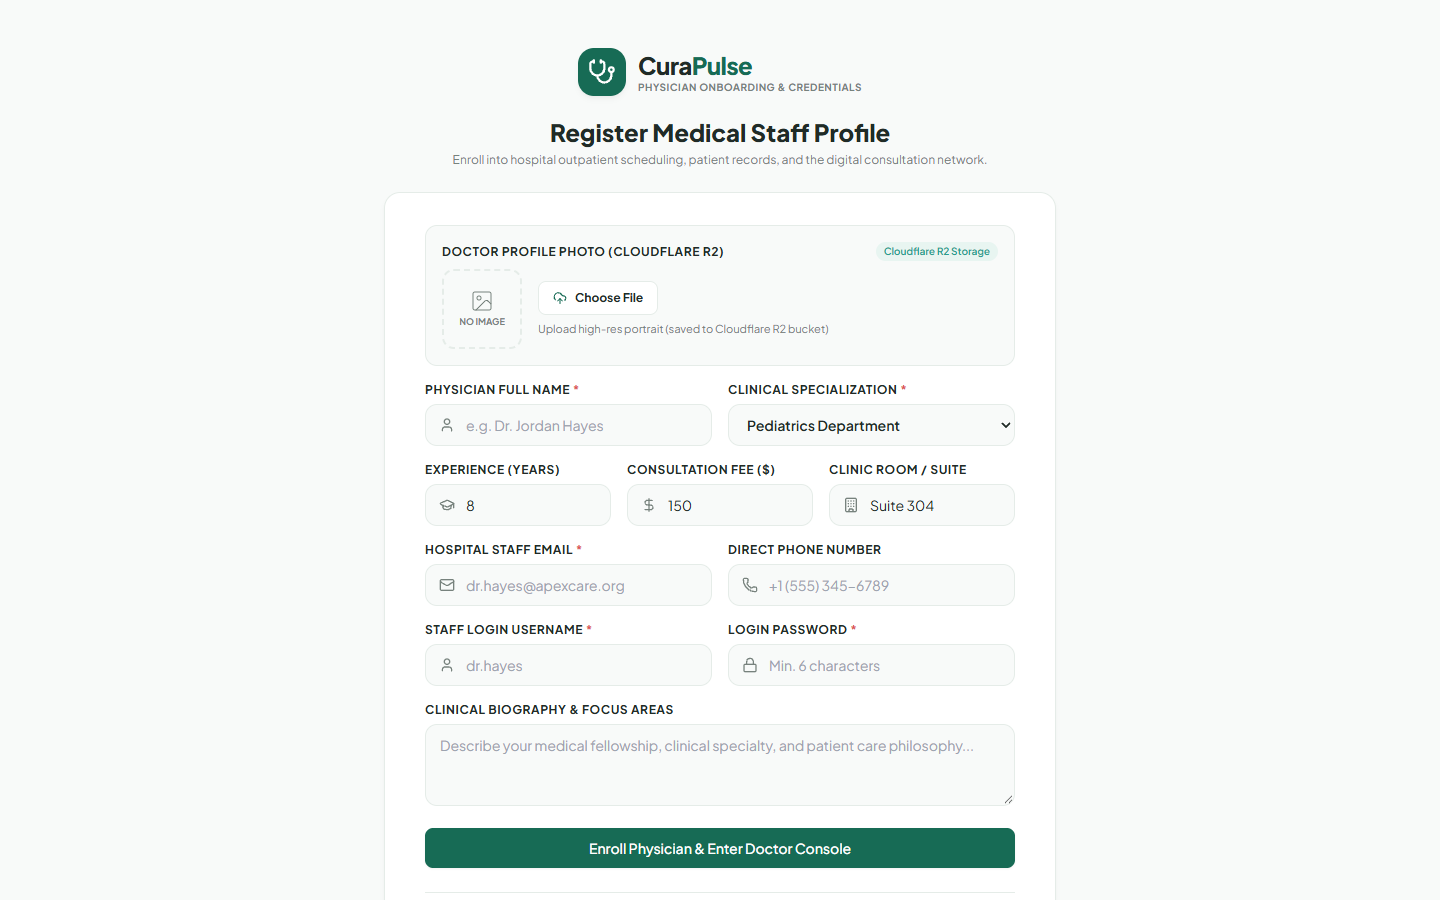 CuraPulse
PHYSICIAN ONBOARDING & CREDENTIALS
Register Medical Staff Profile
Enroll into hospital outpatient scheduling, patient records, and the digital consultation network.
DOCTOR PROFILE PHOTO (CLOUDFLARE R2)
Cloudflare R2 Storage
NO IMAGE
Choose File
Upload high-res portrait (saved to Cloudflare R2 bucket)
PHYSICIAN FULL NAME *
CLINICAL SPECIALIZATION *
e.g. Dr. Jordan Hayes
Pediatrics Department
EXPERIENCE (YEARS)
CONSULTATION FEE ($)
CLINIC ROOM / SUITE
8
150
Suite 304
HOSPITAL STAFF EMAIL *
DIRECT PHONE NUMBER
dr.hayes@apexcare.org
+1 (555) 345-6789
STAFF LOGIN USERNAME *
LOGIN PASSWORD *
dr.hayes
Min. 6 characters
CLINICAL BIOGRAPHY & FOCUS AREAS
Describe your medical fellowship, clinical specialty, and patient care philosophy...
Enroll Physician & Enter Doctor Console